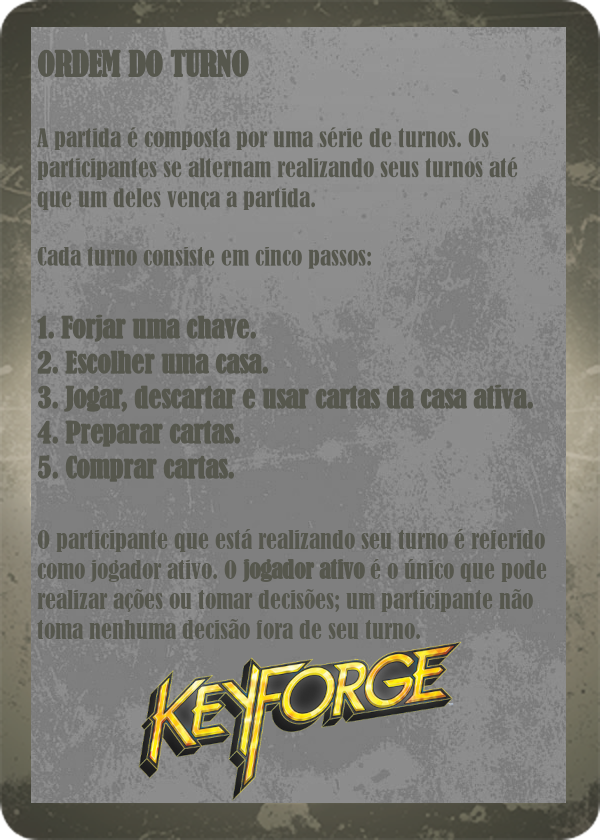 ORDEM DO TURNO
A partida é composta por uma série de turnos. Os
participantes se alternam realizando seus turnos até
que um deles vença a partida.
Cada turno consiste em cinco passos:
1. Forjar uma chave.
2. Escolher uma casa.
3. Jogar, descartar e usar cartas da casa ativa.
4. Preparar cartas.
5. Comprar cartas.
O participante que está realizando seu turno é referido
como jogador ativo. O jogador ativo é o único que pode
realizar ações ou tomar decisões; um participante não
toma nenhuma decisão fora de seu turno.
KEYFORGE